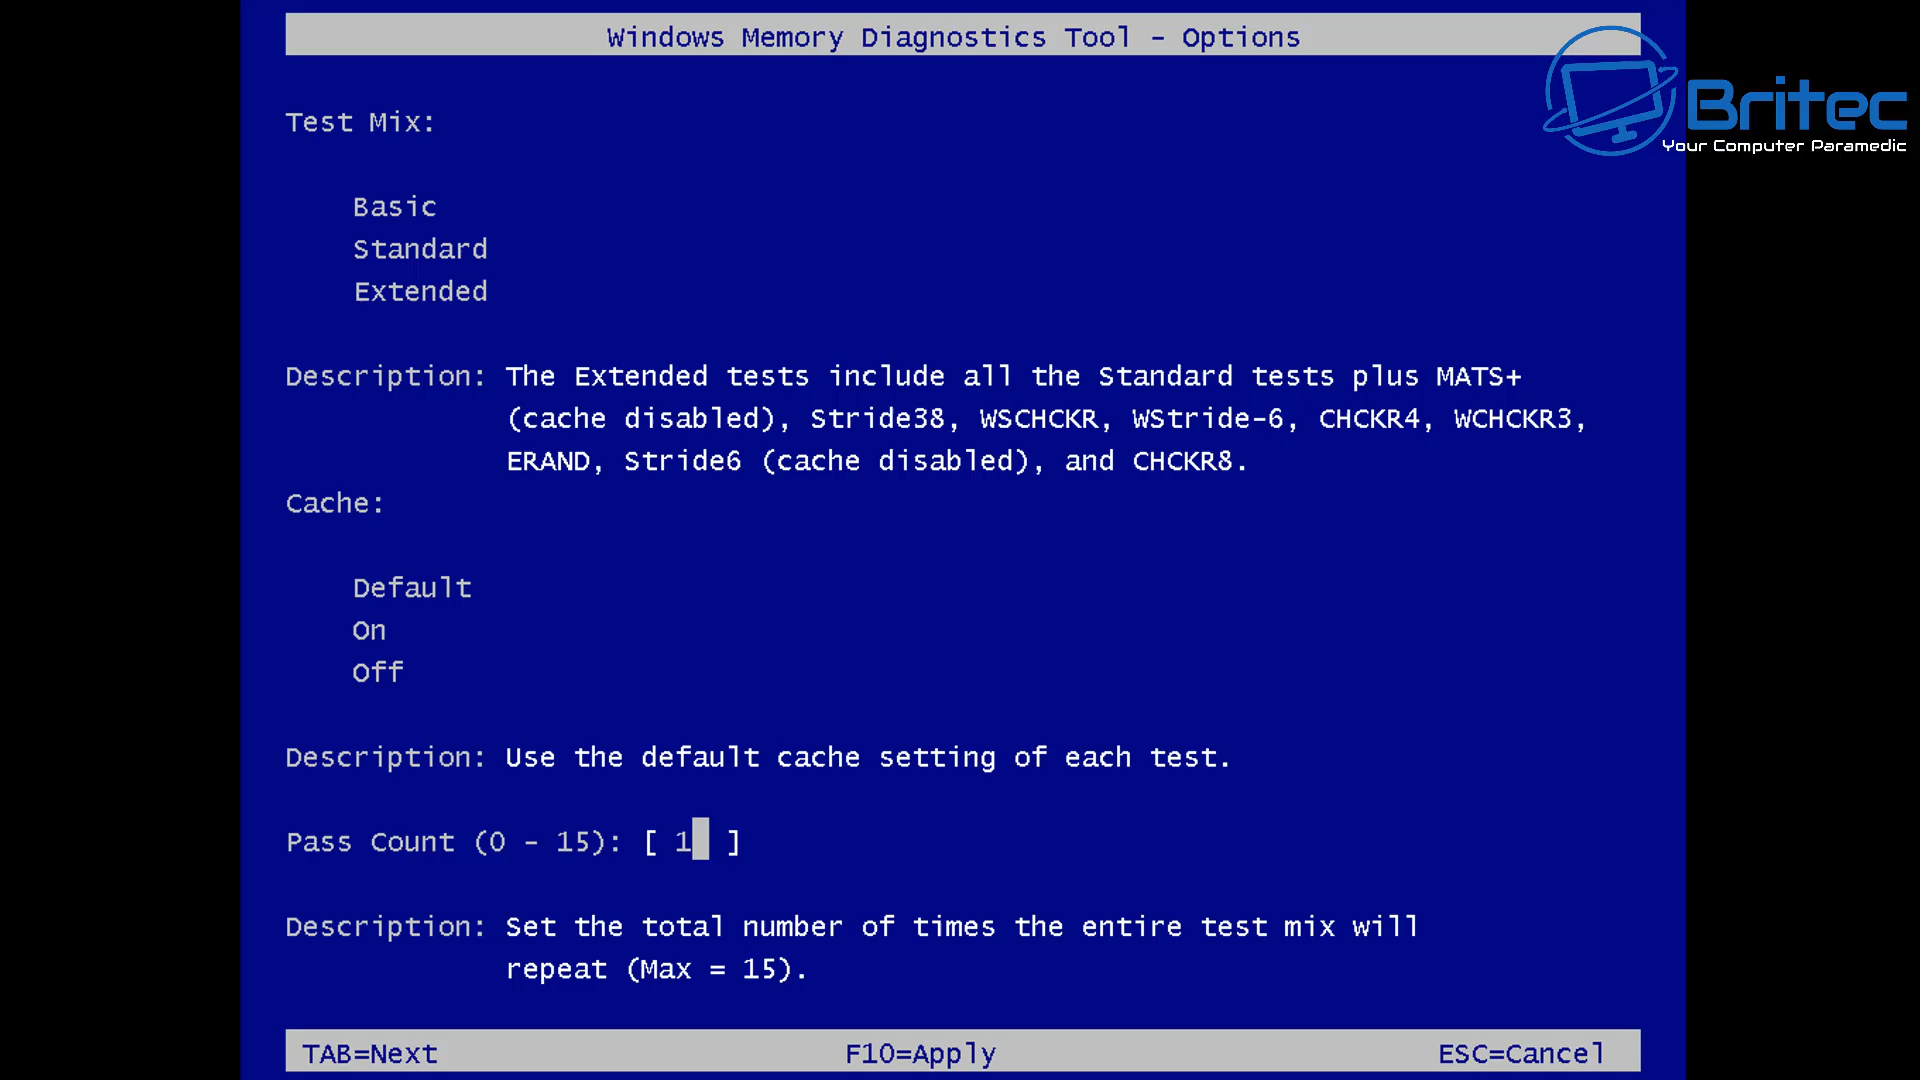 Windows Memory Diagnostics Tool - Options
Britec
Your Computer Paramedic
Test Mix:
Basic
Standard
Extended
Description: The Extended tests include all the Standard tests plus MATS+
(cache disabled), Stride38, WSCHCKR, WStride-6, CHCKR4, WCHCKR3,
ERAND, Stride6 (cache disabled), and CHCKR8.
Cache:
Default
On
Off
Description: Use the default cache setting of each test.
Pass Count (0 - 15): [ 1 ]
Description: Set the total number of times the entire test mix will
repeat (Max = 15).
TAB=Next F10=Apply ESC=Cancel